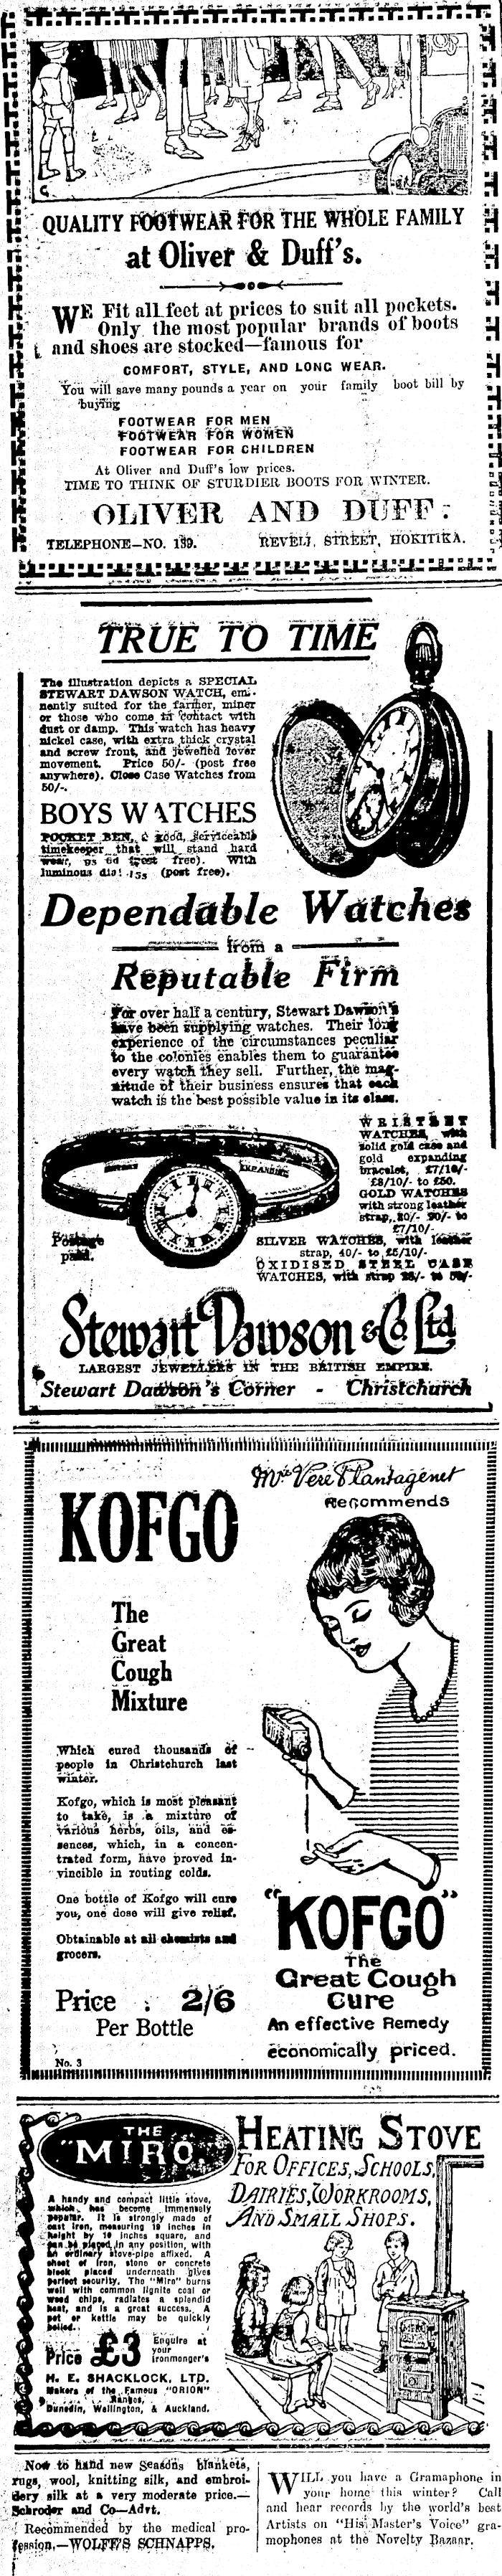 QUALITY FOOTWEAR FOR THE WHOLE FAMILY
at Oliver & Duff's.
WE Fit all feet at prices to suit all pockets.
Only the most popular brands of boots
and shoes are stocked—famous for
COMFORT, STYLE, AND LONG WEAR.
You will save many pounds a year on your family boot bill by
buying
FOOTWEAR FOR MEN
FOOTWEAR FOR WOMEN
FOOTWEAR FOR CHILDREN
At Oliver and Duff's low prices.
TIME TO THINK OF STURDIER BOOTS FOR WINTER.
OLIVER AND DUFF.
TELEPHONE—NO. 139. REVELL STREET, HOKITIKA.
TRUE TO TIME
The illustration depicts a SPECIAL
STEWART DAWSON WATCH, emi-
nently suited for the farmer, miner
or those who come in contact with
dust or damp. This watch has heavy
nickel case, with extra thick crystal
and screw front, and jewelled lever
movement. Price 50/- (post free
anywhere). Close Case Watches from
50/-.
BOYS WATCHES
POCKET BEN, a good, serviceable
timekeeper that will stand hard
wear, 9s 6d (post free). With
luminous dial 15s (post free).
Dependable Watches
from a
Reputable Firm
For over half a century, Stewart Dawson's
have been supplying watches. Their long
experience of the circumstances peculiar
to the colonies enables them to guarantee
every watch they sell. Further, the mag-
nitude of their business ensures that each
watch is the best possible value in its class.
WRISTLET
WATCHES, with
solid gold case and
gold expanding
bracelet, £7/10/-
£8/10/- to £50.
GOLD WATCHES
with strong leather
strap, 80/- 90/- to
£7/10/-
EXPANDING
Postage
paid.
SILVER WATCHES, with leather
strap, 40/- to £5/10/-
OXIDISED STEEL CASE
WATCHES, with strap
Stewart Dawson & Co Ltd
LARGEST JEWELLERS IN THE BRITISH EMPIRE.
Stewart Dawson's Corner - Christchurch
KOFGO
The
Great
Cough
Mixture
Which cured thousands of
people in Christchurch last
winter.
Kofgo, which is most pleasant
to take, is a mixture of
various herbs, oils, and es-
sences, which, in a concen-
trated form, have proved in-
vincible in routing colds.
One bottle of Kofgo will cure
you, one dose will give relief.
Obtainable at all chemists and
grocers.
Price : 2/6
Per Bottle
No. 3
Mrs Vere Plantagenet
Recommends
"KOFGO"
The
Great Cough
Cure
An effective Remedy
economically priced.
THE
"MIRO"
HEATING STOVE
FOR OFFICES, SCHOOLS,
DAIRIES, WORKROOMS,
AND SMALL SHOPS.
A handy and compact little stove,
which has become immensely
popular. It is strongly made of
cast iron, measuring 19 inches in
height by 10 inches square, and
can be placed in any position, with
an ordinary stove-pipe affixed. A
sheet of iron, stone or concrete
block placed underneath gives
perfect security. The "Miro" burns
well with common lignite coal or
wood chips, radiates a splendid
heat, and is a great success. A
pot or kettle may be quickly
boiled.
Price £3
Enquire at
your
Ironmonger's
H. E. SHACKLOCK, LTD.
Makers of the Famous "ORION"
Ranges,
Dunedin, Wellington, & Auckland.
Now to hand new seasons blankets,
rugs, wool, knitting silk, and embroi-
dery silk at a very moderate price.—
Schroder and Co—Advt.
Recommended by the medical pro-
fession.—WOLFE'S SCHNAPPS.
WILL you have a Gramaphone in
your home this winter? Call
and hear records by the world's best
Artists on "His Master's Voice" gra-
mophones at the Novelty Bazaar.